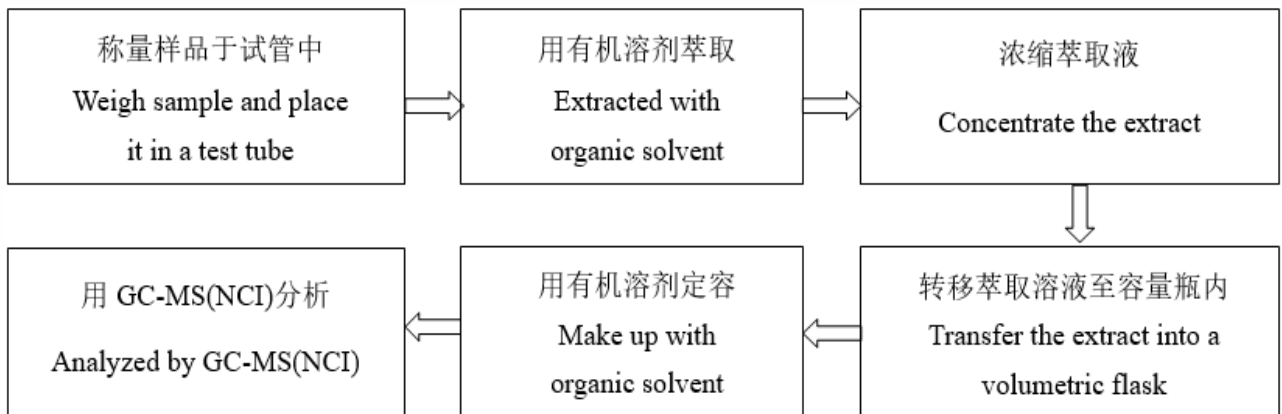 称量样品于试管中
Weigh sample and place
it in a test tube
用有机溶剂萃取
Extracted with
organic solvent
浓缩萃取液
Concentrate the extract
转移萃取溶液至容量瓶内
Transfer the extract into a
volumetric flask
用有机溶剂定容
Make up with
organic solvent
用 GC-MS(NCI)分析
Analyzed by GC-MS(NCI)